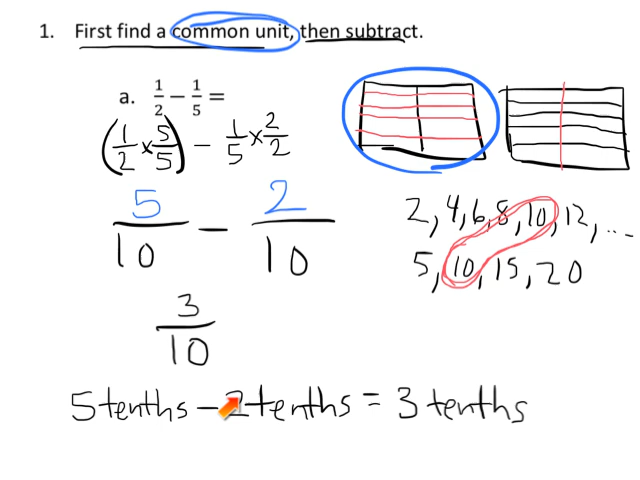 1. First find a common unit, then subtract.
a. 1/2 − 1/5 =
(1/2 × 5/5) − 1/5 × 2/2
5/10 − 2/10
2, 4, 6, 8, 10, 12, ...
5, 10, 15, 20
3/10
5 tenths − 2 tenths = 3 tenths